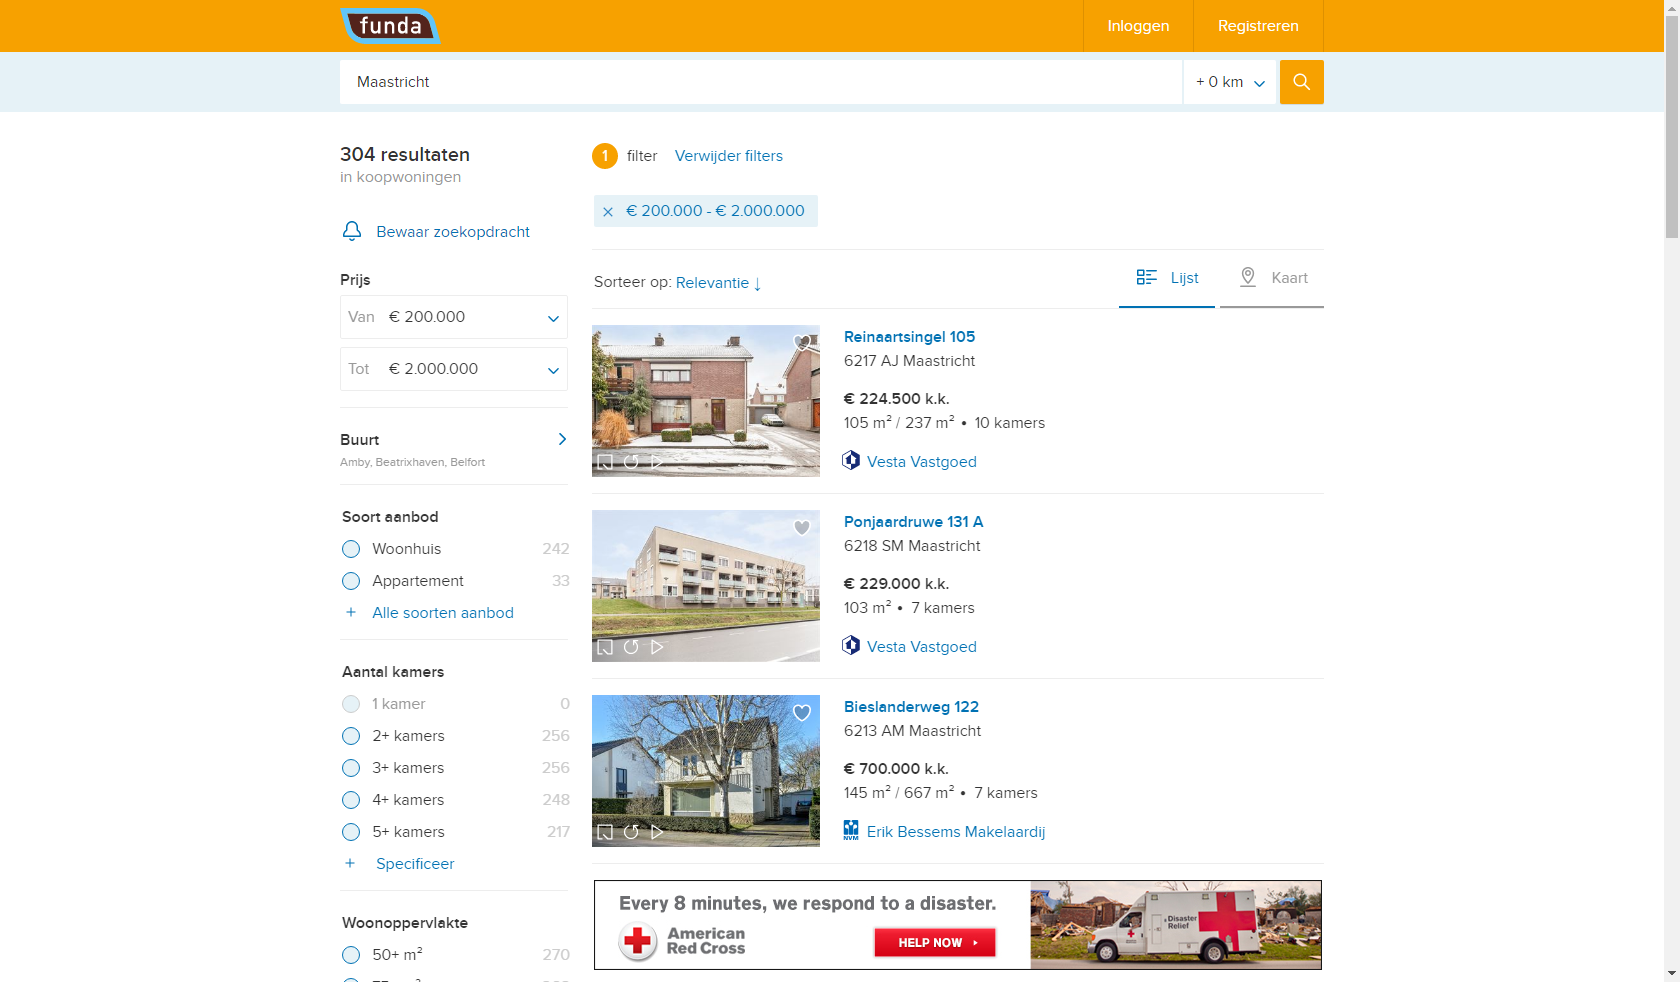 funda
Inloggen
Registreren
Maastricht
+ 0 km
304 resultaten
in koopwoningen
Bewaar zoekopdracht
Prijs
Van € 200.000
Tot € 2.000.000
Buurt
Amby, Beatrixhaven, Belfort
Soort aanbod
Woonhuis 242
Appartement 33
+ Alle soorten aanbod
Aantal kamers
1 kamer 0
2+ kamers 256
3+ kamers 256
4+ kamers 248
5+ kamers 217
+ Specificeer
Woonoppervlakte
50+ m² 270
1 filter Verwijder filters
€ 200.000 - € 2.000.000
Sorteer op: Relevantie ↓
Lijst
Kaart
Reinaartsingel 105
6217 AJ Maastricht
€ 224.500 k.k.
105 m² / 237 m² • 10 kamers
Vesta Vastgoed
Ponjaardruwe 131 A
6218 SM Maastricht
€ 229.000 k.k.
103 m² • 7 kamers
Vesta Vastgoed
Bieslanderweg 122
6213 AM Maastricht
€ 700.000 k.k.
145 m² / 667 m² • 7 kamers
NVM
Erik Bessems Makelaardij
Every 8 minutes, we respond to a disaster.
American
Red Cross
HELP NOW
Disaster
Relief